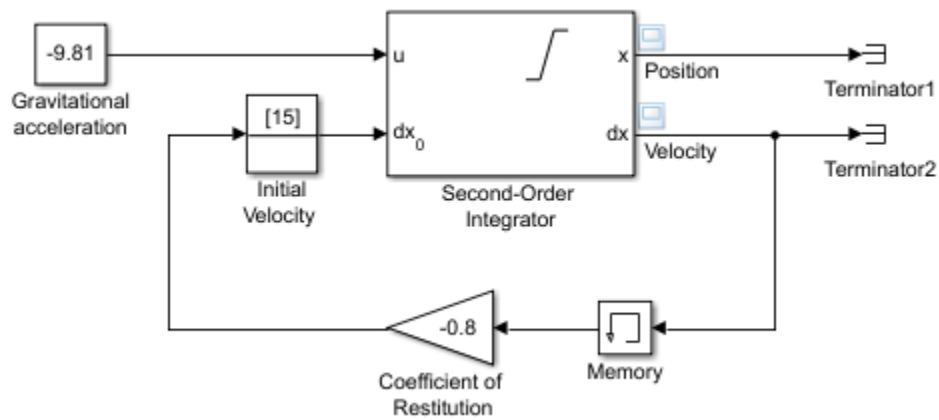 -9.81
Gravitational
acceleration
[15]
Initial
Velocity
u
dx0
x
dx
Second-Order
Integrator
Position
Velocity
Terminator1
Terminator2
-0.8
Coefficient of
Restitution
Memory